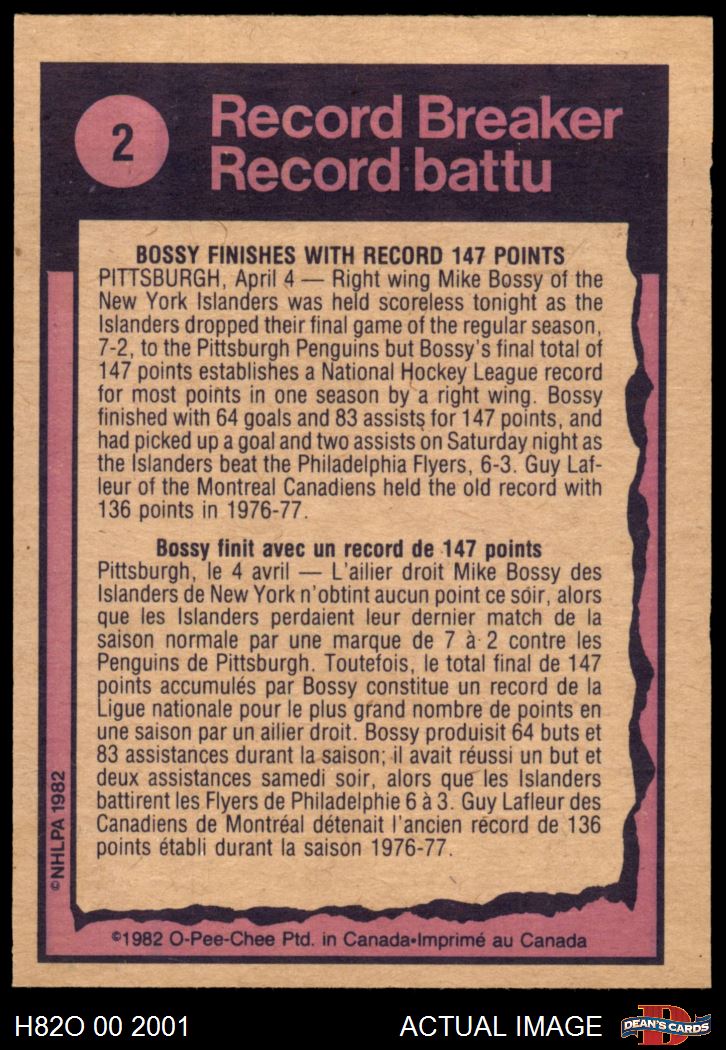 2
Record Breaker
Record battu
BOSSY FINISHES WITH RECORD 147 POINTS
PITTSBURGH, April 4 — Right wing Mike Bossy of the
New York Islanders was held scoreless tonight as the
Islanders dropped their final game of the regular season,
7-2, to the Pittsburgh Penguins but Bossy's final total of
147 points establishes a National Hockey League record
for most points in one season by a right wing. Bossy
finished with 64 goals and 83 assists for 147 points, and
had picked up a goal and two assists on Saturday night as
the Islanders beat the Philadelphia Flyers, 6-3. Guy Laf-
leur of the Montreal Canadiens held the old record with
136 points in 1976-77.
Bossy finit avec un record de 147 points
Pittsburgh, le 4 avril — L'ailier droit Mike Bossy des
Islanders de New York n'obtint aucun point ce soir, alors
que les Islanders perdaient leur dernier match de la
saison normale par une marque de 7 à 2 contre les
Penguins de Pittsburgh. Toutefois, le total final de 147
points accumulés par Bossy constitue un record de la
Ligue nationale pour le plus grand nombre de points en
une saison par un ailier droit. Bossy produisit 64 buts et
83 assistances durant la saison; il avait réussi un but et
deux assistances samedi soir, alors que les Islanders
battirent les Flyers de Philadelphie 6 à 3. Guy Lafleur des
Canadiens de Montréal détenait l'ancien record de 136
points établi durant la saison 1976-77.
©NHLPA 1982
©1982 O-Pee-Chee Ptd. in Canada•Imprimé au Canada
H82O 00 2001
ACTUAL IMAGE
D
DEAN'S CARDS